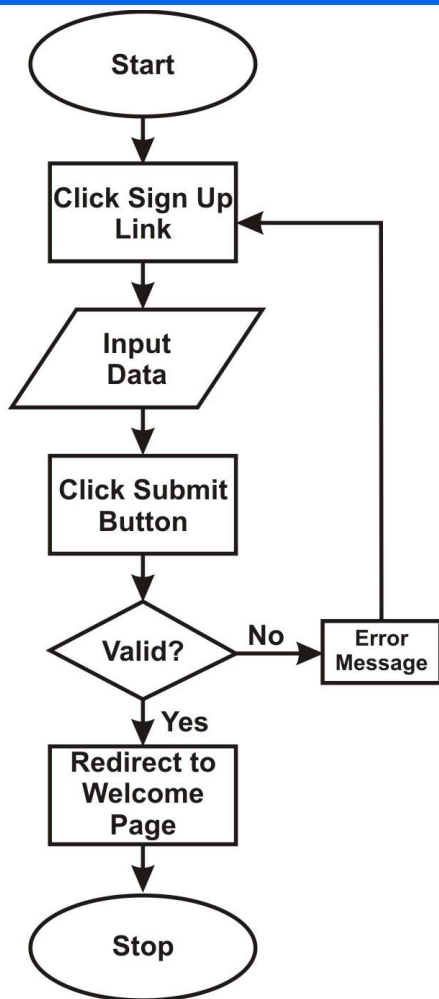 Start
Click Sign Up
Link
Input
Data
Click Submit
Button
Valid?
No
Error
Message
Yes
Redirect to
Welcome
Page
Stop